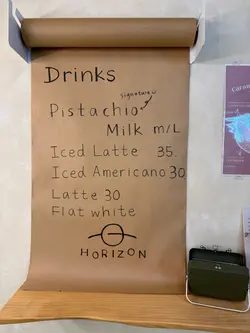 Drinks
signature
Pistachio
Milk m/L
Iced Latte 35.
Iced Americano 30
Latte 30
Flat white
HORIZON